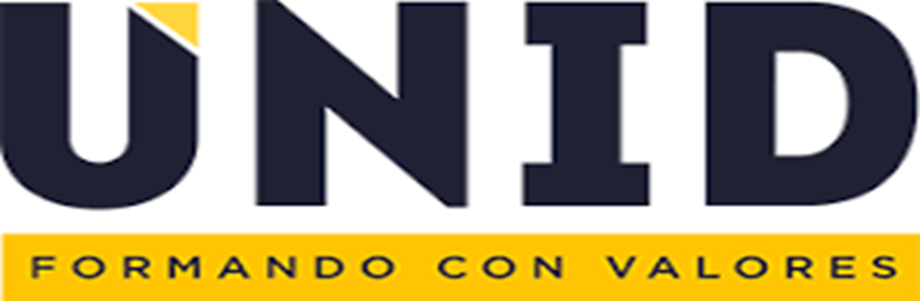 UNID
FORMANDO CON VALORES